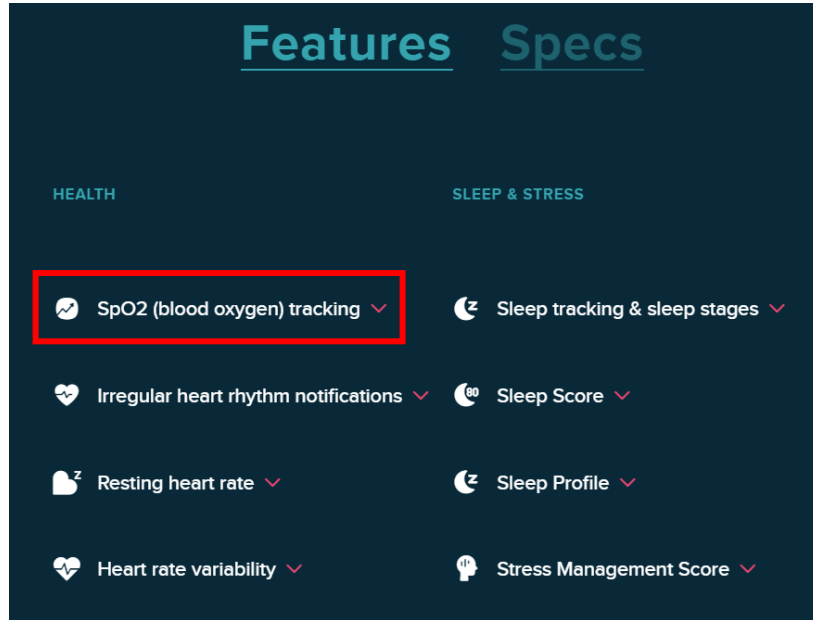 Features Specs
HEALTH
SpO2 (blood oxygen) tracking
Irregular heart rhythm notifications
Resting heart rate
Heart rate variability
SLEEP & STRESS
Sleep tracking & sleep stages
Sleep Score
Sleep Profile
Stress Management Score